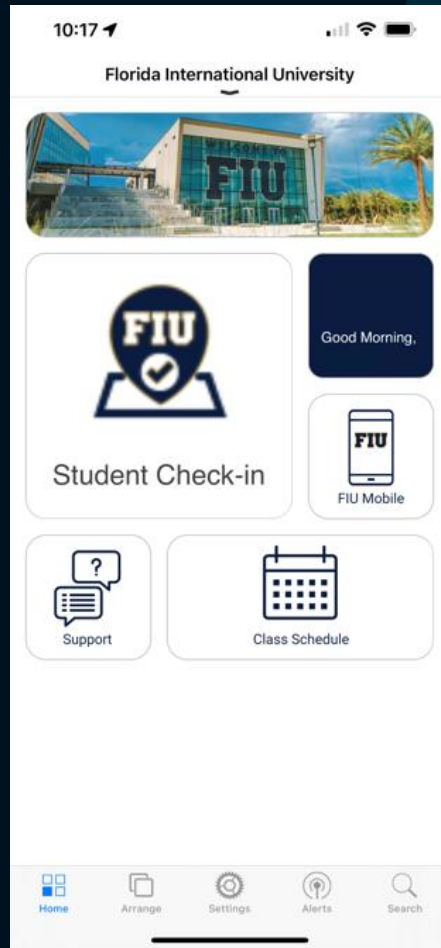 10:17
Florida International University
WELCOME TO
FIU
FIU
Student Check-in
Good Morning,
FIU
FIU Mobile
?
Support
Class Schedule
Home
Arrange
Settings
Alerts
Search